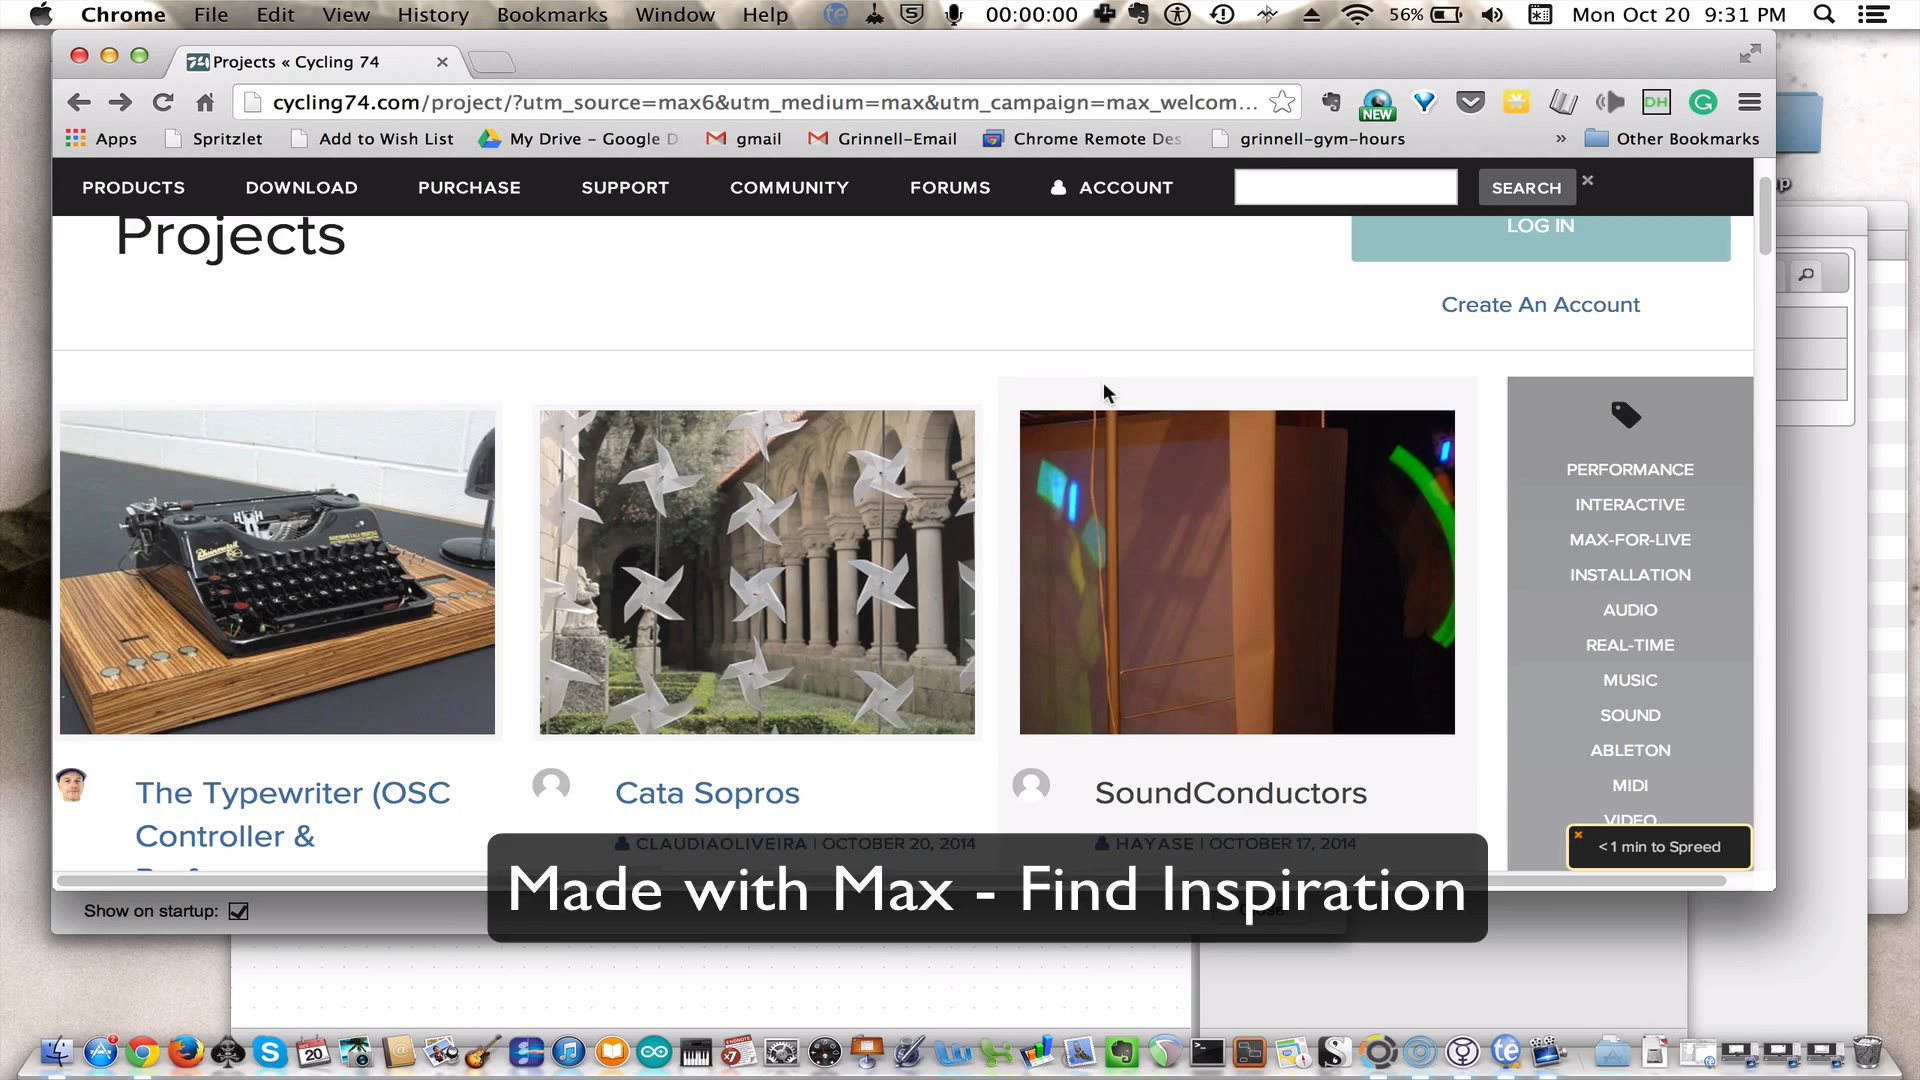 Chrome File Edit View History Bookmarks Window Help 00:00:00 56% Mon Oct 20 9:31 PM
Projects « Cycling 74
cycling74.com/project/?utm_source=max6&utm_medium=max&utm_campaign=max_welcom...
NEW
DH
Apps Spritzlet Add to Wish List My Drive – Google D gmail Grinnell-Email Chrome Remote Des grinnell-gym-hours » Other Bookmarks
PRODUCTS DOWNLOAD PURCHASE SUPPORT COMMUNITY FORUMS ACCOUNT SEARCH
Projects
LOG IN
Create An Account
PERFORMANCE
INTERACTIVE
MAX-FOR-LIVE
INSTALLATION
AUDIO
REAL-TIME
MUSIC
SOUND
ABLETON
MIDI
VIDEO
The Typewriter (OSC
Controller &
Cata Sopros
CLAUDIAOLIVEIRA | OCTOBER 20, 2014
SoundConductors
HAYASE | OCTOBER 17, 2014
<1 min to Spreed
Made with Max - Find Inspiration
Show on startup: